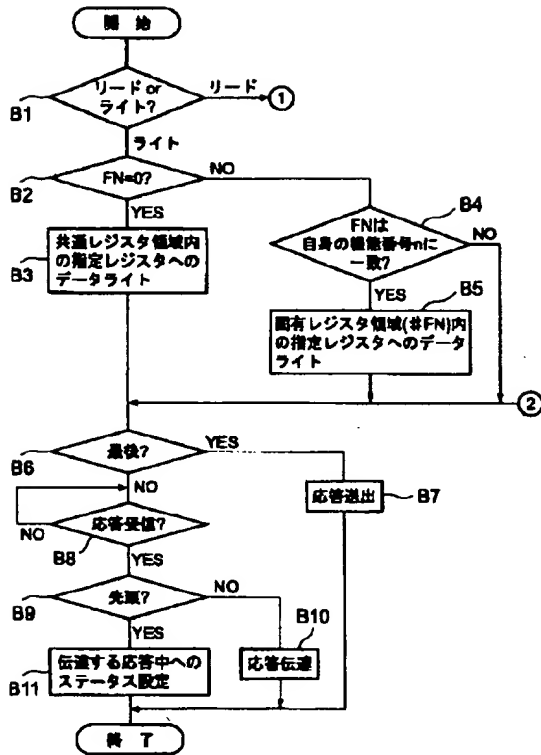 開始
リード or
ライト?
リード
1
B1
ライト
FN=0?
NO
B2
YES
B4
FNは
自身の機能番号nに
一致?
NO
共通レジスタ領域内
の指定レジスタへの
データライト
B3
YES
B5
固有レジスタ領域(#FN)内
の指定レジスタへのデータ
ライト
2
最後?
YES
B6
NO
応答送出
B7
応答受信?
NO
B8
YES
先頭?
NO
B9
B10
YES
応答伝達
伝達する応答中への
ステータス設定
B11
終了